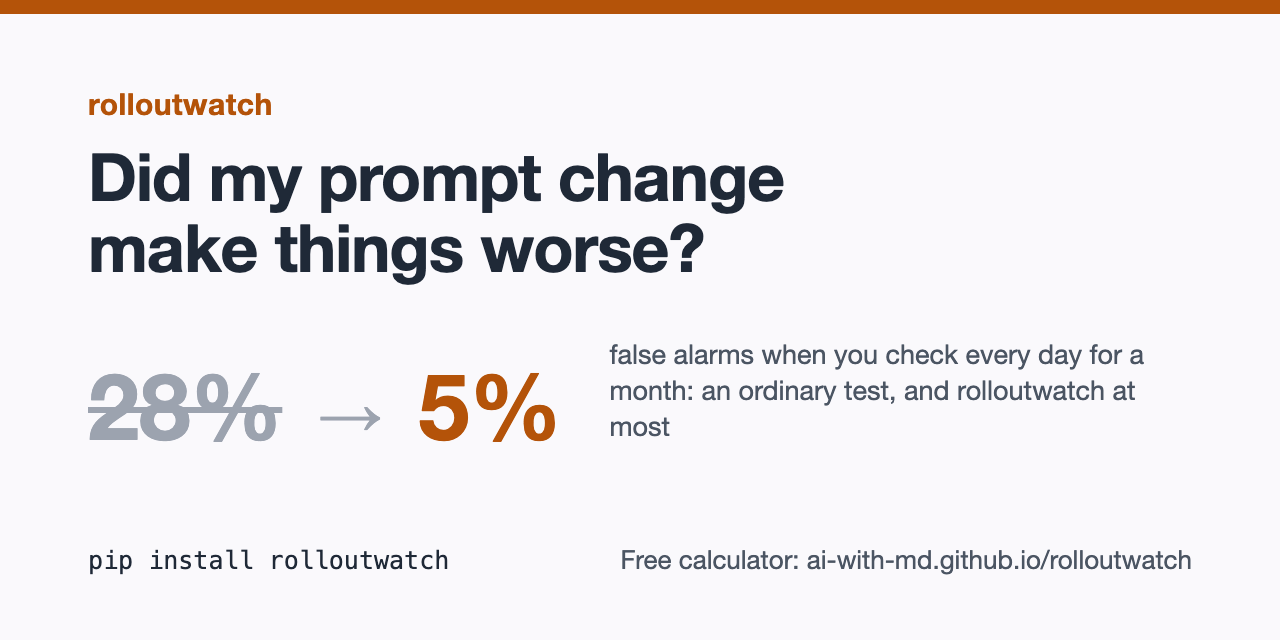 rolloutwatch
Did my prompt change
make things worse?
28% → 5%
false alarms when you check every day for a
month: an ordinary test, and rolloutwatch at
most
pip install rolloutwatch
Free calculator: ai-with-md.github.io/rolloutwatch